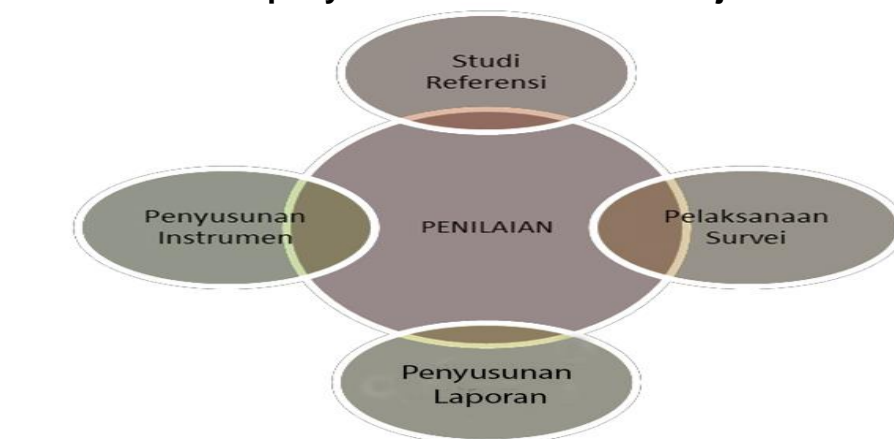 Studi
Referensi
Penyusunan
Instrumen
PENILAIAN
Pelaksanaan
Survei
Penyusunan
Laporan